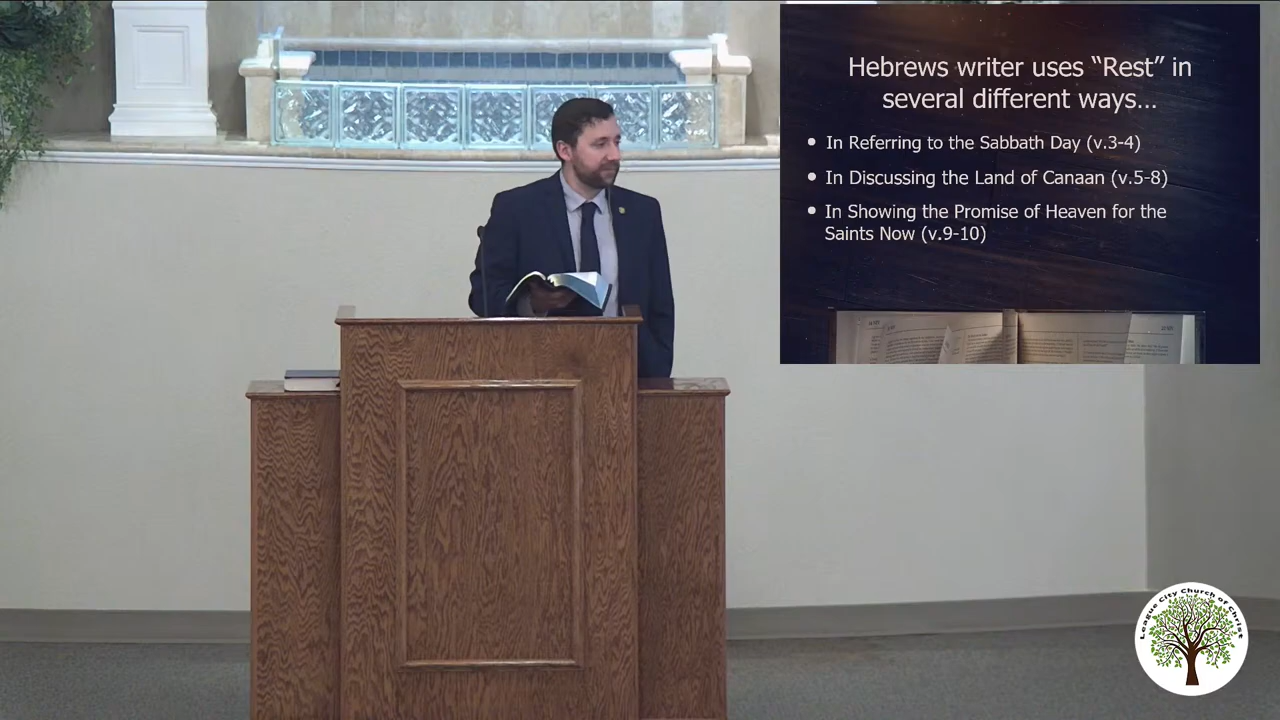 Hebrews writer uses “Rest” in
several different ways…
• In Referring to the Sabbath Day (v.3-4)
• In Discussing the Land of Canaan (v.5-8)
• In Showing the Promise of Heaven for the
Saints Now (v.9-10)
League City Church of Christ